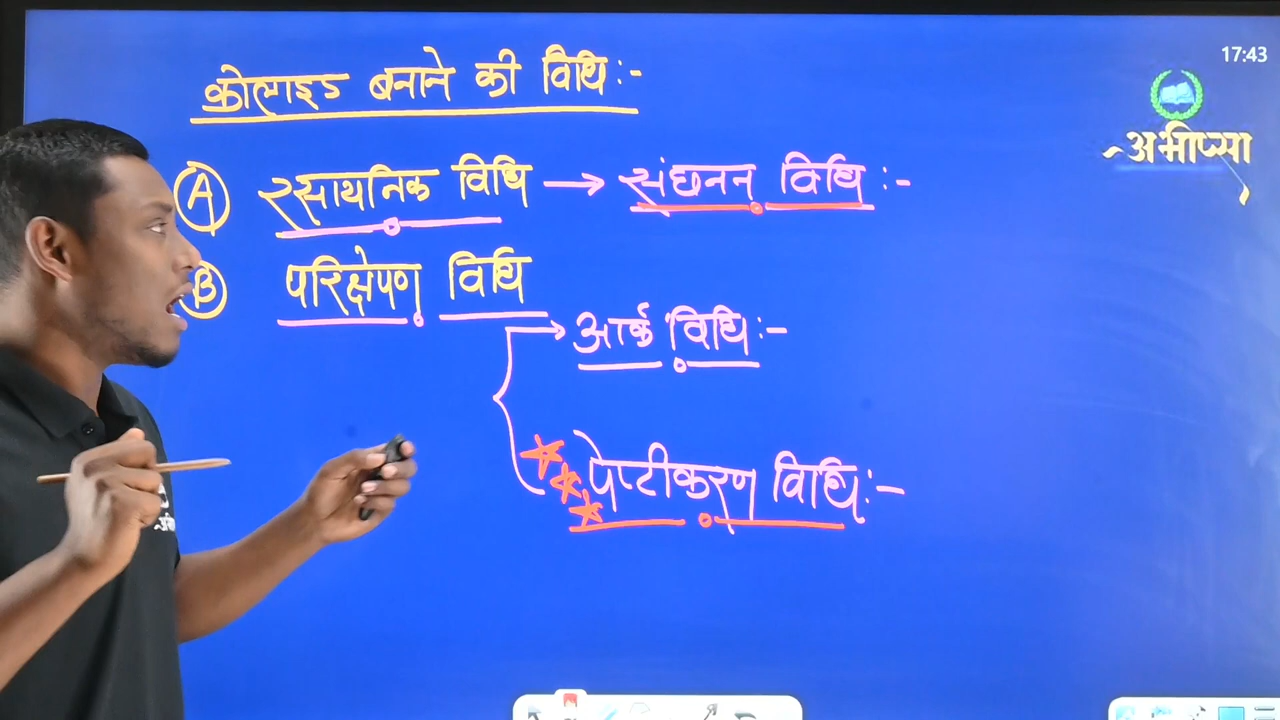 कोलाइड बनाने की विधि :-
17:43
अभीप्सा
A रसायनिक विधि → संघनन विधि :-
B परिक्षेपण विधि
→ आर्क विधि :-
पेप्टीकरण विधि :-